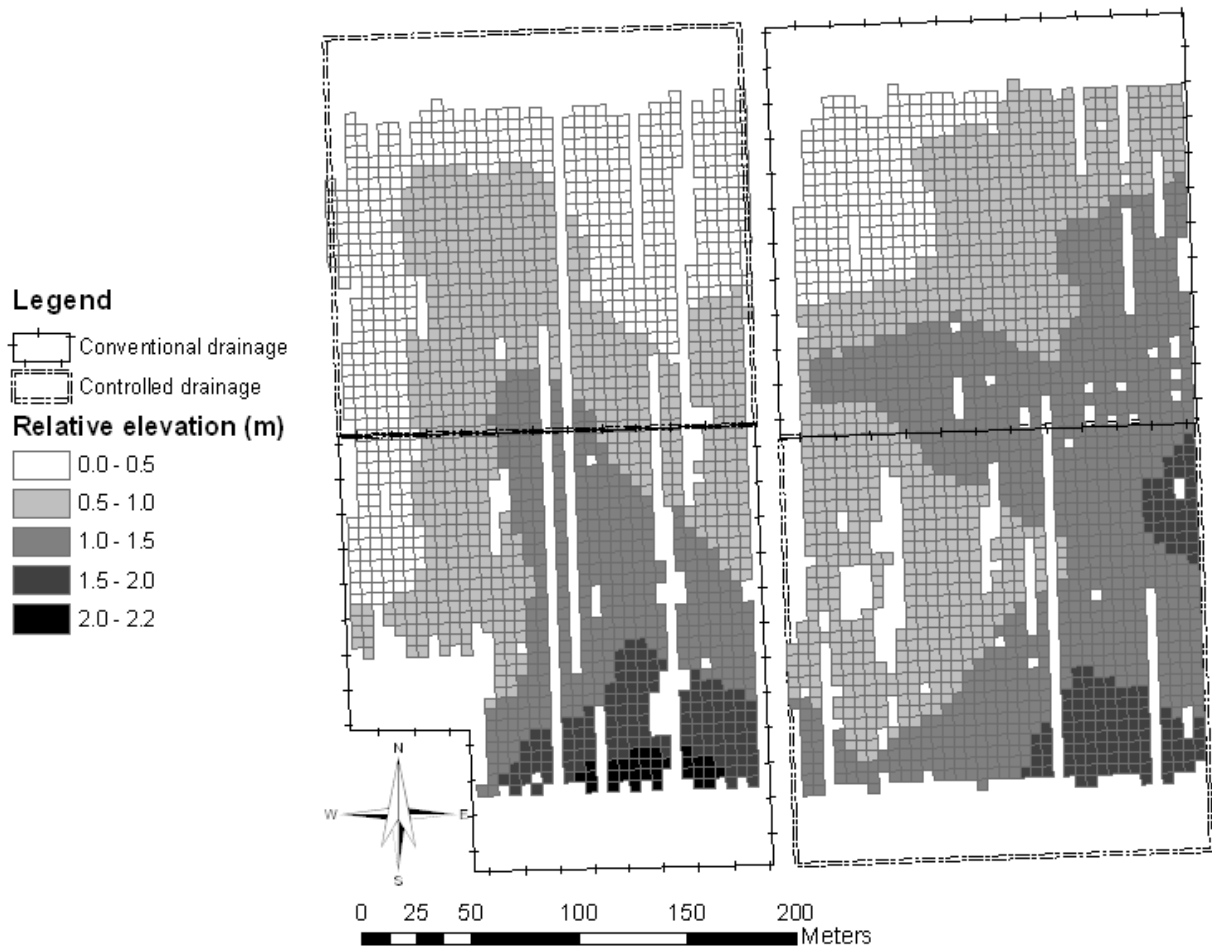 Legend
Conventional drainage
Controlled drainage
Relative elevation (m)
0.0 - 0.5
0.5 - 1.0
1.0 - 1.5
1.5 - 2.0
2.0 - 2.2
N
W E
S
0 25 50 100 150 200
Meters